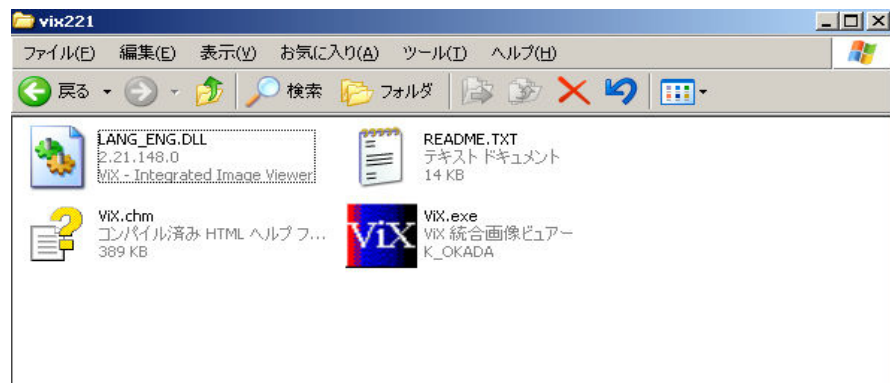 vix221
ファイル(F) 編集(E) 表示(V) お気に入り(A) ツール(T) ヘルプ(H)
戻る 検索 フォルダ
LANG_ENG.DLL
2.21.148.0
ViX - Integrated Image Viewer
README.TXT
テキスト ドキュメント
14 KB
ViX.chm
コンパイル済み HTML ヘルプ フ...
389 KB
ViX
ViX.exe
ViX 統合画像ビュアー
K_OKADA